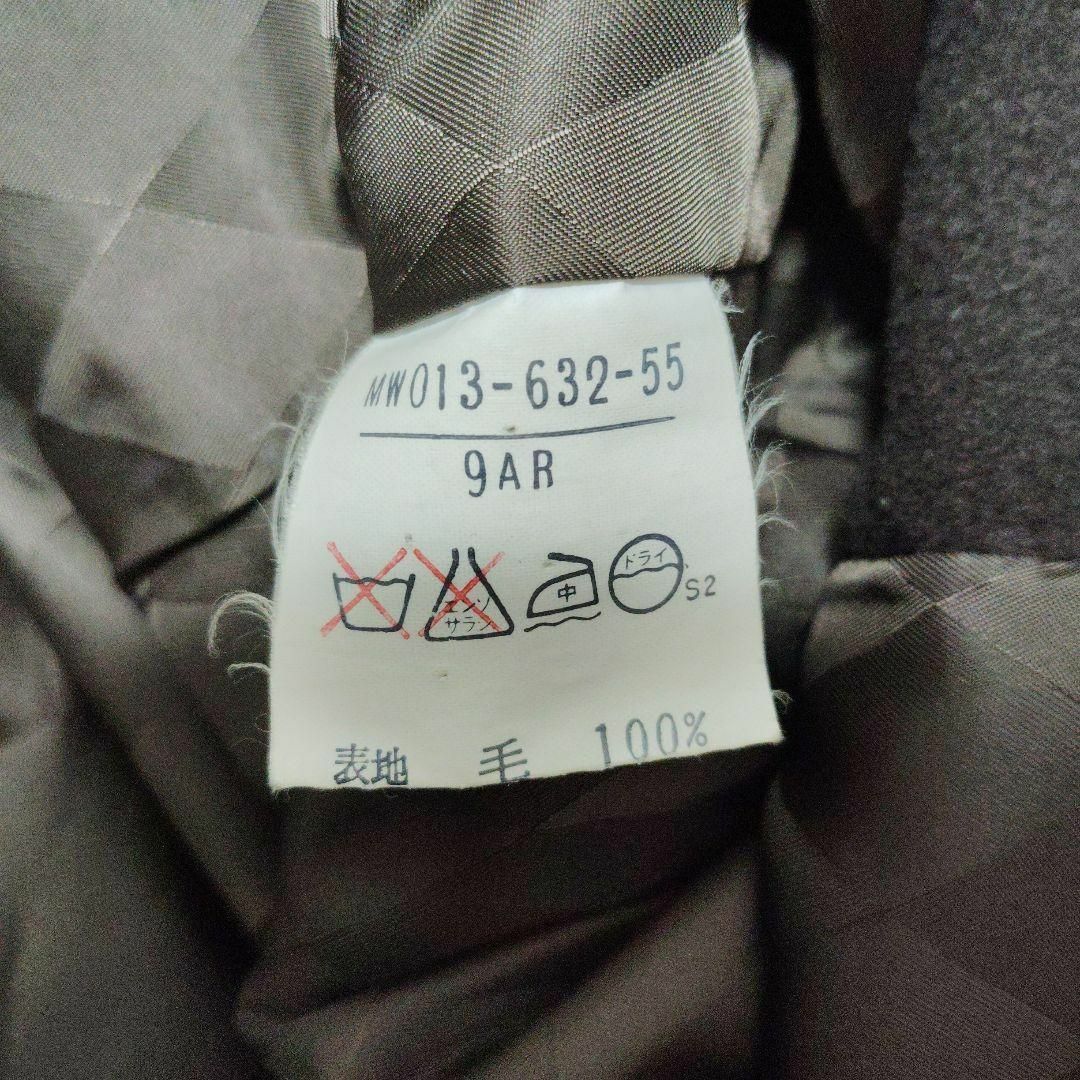 MW013-632-55
9AR
エンソ
サラシ
中
ドライ
S2
表地 毛 100%